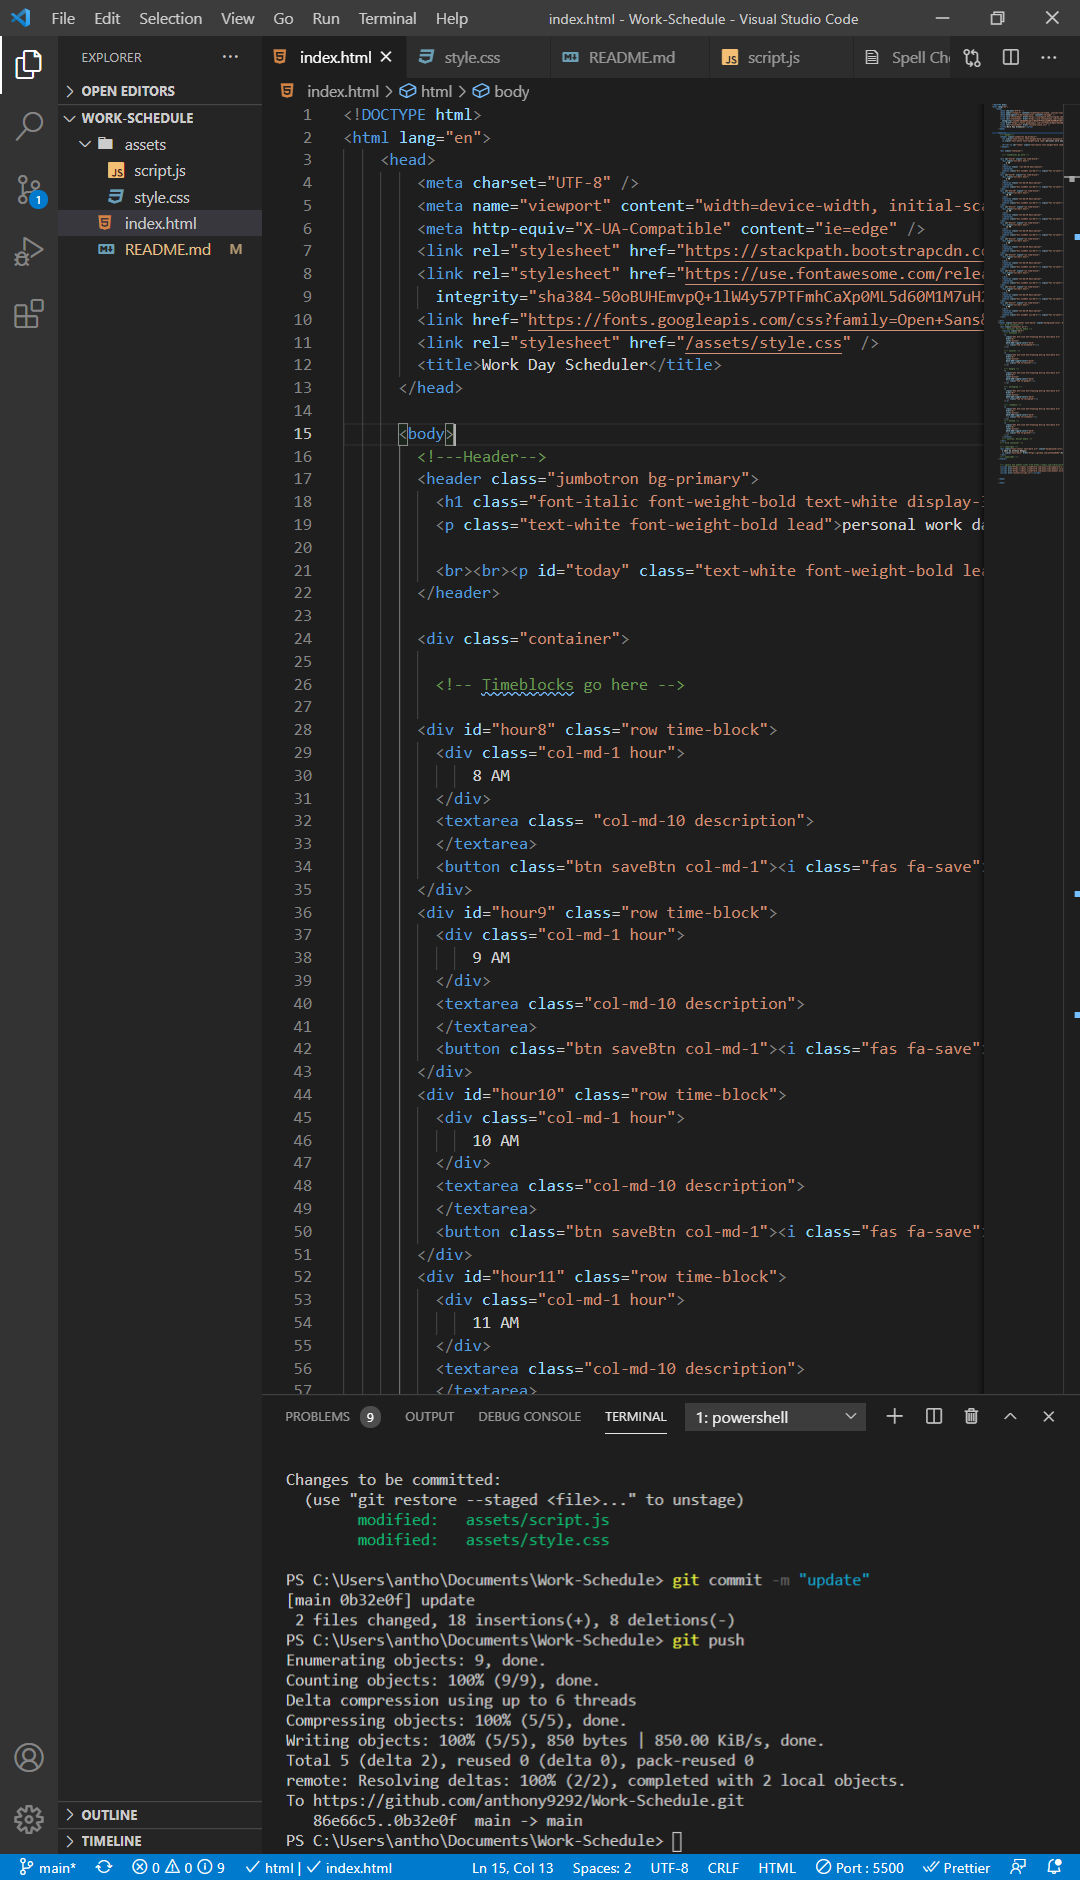 File Edit Selection View Go Run Terminal Help index.html - Work-Schedule - Visual Studio Code
EXPLORER ···
index.html
style.css
README.md
script.js
Spell Ch
OPEN EDITORS
WORK-SCHEDULE
assets
script.js
style.css
index.html
README.md M
1
index.html > html > body
1 <!DOCTYPE html>
2 <html lang="en">
3 <head>
4 <meta charset="UTF-8" />
5 <meta name="viewport" content="width=device-width, initial-sca
6 <meta http-equiv="X-UA-Compatible" content="ie=edge" />
7 <link rel="stylesheet" href="https://stackpath.bootstrapcdn.co
8 <link rel="stylesheet" href="https://use.fontawesome.com/relea
9 integrity="sha384-50oBUHEmvpQ+1lW4y57PTFmhCaXp0ML5d60M1M7uH
10 <link href="https://fonts.googleapis.com/css?family=Open+Sans&
11 <link rel="stylesheet" href="/assets/style.css" />
12 <title>Work Day Scheduler</title>
13 </head>
14
15 <body>
16 <!---Header-->
17 <header class="jumbotron bg-primary">
18 <h1 class="font-italic font-weight-bold text-white display-
19 <p class="text-white font-weight-bold lead">personal work da
20
21 <br><br><p id="today" class="text-white font-weight-bold lea
22 </header>
23
24 <div class="container">
25
26 <!-- Timeblocks go here -->
27
28 <div id="hour8" class="row time-block">
29 <div class="col-md-1 hour">
30 8 AM
31 </div>
32 <textarea class= "col-md-10 description">
33 </textarea>
34 <button class="btn saveBtn col-md-1"><i class="fas fa-save">
35 </div>
36 <div id="hour9" class="row time-block">
37 <div class="col-md-1 hour">
38 9 AM
39 </div>
40 <textarea class="col-md-10 description">
41 </textarea>
42 <button class="btn saveBtn col-md-1"><i class="fas fa-save">
43 </div>
44 <div id="hour10" class="row time-block">
45 <div class="col-md-1 hour">
46 10 AM
47 </div>
48 <textarea class="col-md-10 description">
49 </textarea>
50 <button class="btn saveBtn col-md-1"><i class="fas fa-save">
51 </div>
52 <div id="hour11" class="row time-block">
53 <div class="col-md-1 hour">
54 11 AM
55 </div>
56 <textarea class="col-md-10 description">
57 </textarea>
PROBLEMS 9 OUTPUT DEBUG CONSOLE TERMINAL 1: powershell
Changes to be committed:
(use "git restore --staged <file>..." to unstage)
modified: assets/script.js
modified: assets/style.css
PS C:\Users\antho\Documents\Work-Schedule> git commit -m "update"
[main 0b32e0f] update
2 files changed, 18 insertions(+), 8 deletions(-)
PS C:\Users\antho\Documents\Work-Schedule> git push
Enumerating objects: 9, done.
Counting objects: 100% (9/9), done.
Delta compression using up to 6 threads
Compressing objects: 100% (5/5), done.
Writing objects: 100% (5/5), 850 bytes | 850.00 KiB/s, done.
Total 5 (delta 2), reused 0 (delta 0), pack-reused 0
remote: Resolving deltas: 100% (2/2), completed with 2 local objects.
To https://github.com/anthony9292/Work-Schedule.git
86e66c5..0b32e0f main -> main
PS C:\Users\antho\Documents\Work-Schedule>
OUTLINE
TIMELINE
main* 0 0 9 html | index.html Ln 15, Col 13 Spaces: 2 UTF-8 CRLF HTML Port : 5500 Prettier